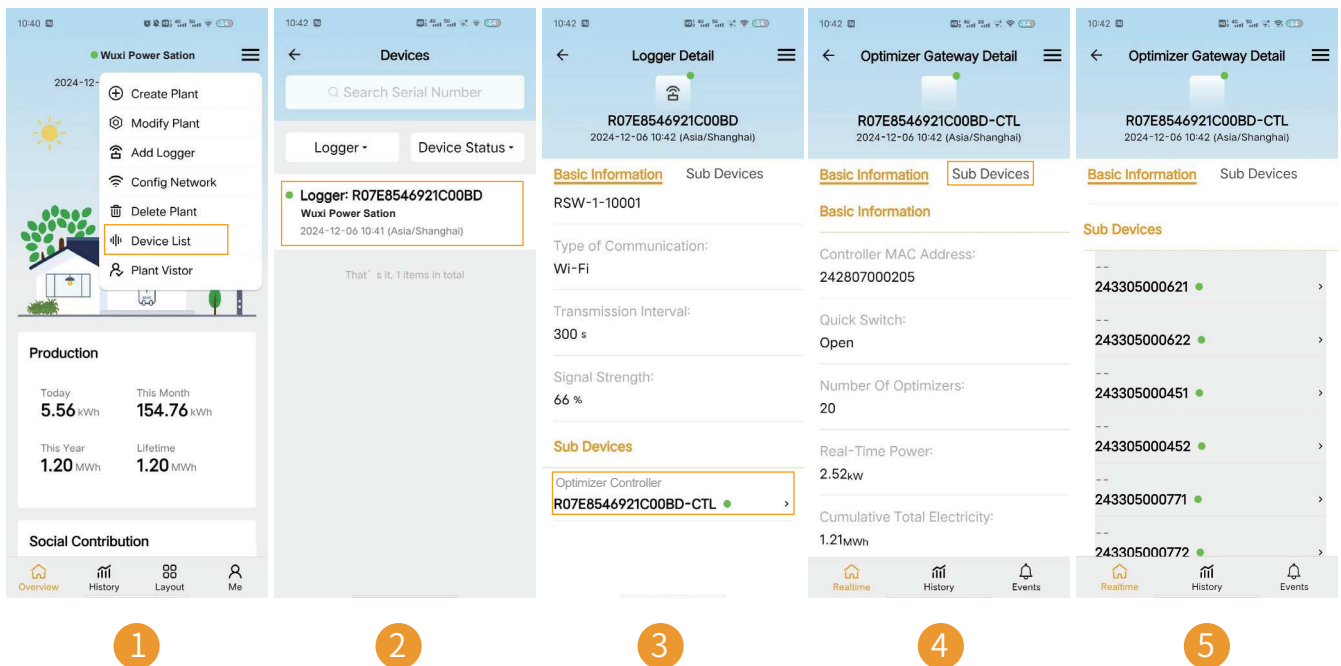 10:40
Wuxi Power Sation
2024-12-
Create Plant
Modify Plant
Add Logger
Config Network
Delete Plant
Device List
Plant Vistor
Production
Today
This Month
5.56 kWh
154.76 kWh
This Year
Lifetime
1.20 MWh
1.20 MWh
Social Contribution
Overview
History
Layout
Me
1
10:42
Devices
Search Serial Number
Logger
Device Status
Logger: R07E8546921C00BD
Wuxi Power Sation
2024-12-06 10:41 (Asia/Shanghai)
That's it, 1 items in total
2
10:42
Logger Detail
R07E8546921C00BD
2024-12-06 10:42 (Asia/Shanghai)
Basic Information Sub Devices
RSW-1-10001
Type of Communication:
Wi-Fi
Transmission Interval:
300 s
Signal Strength:
66 %
Sub Devices
Optimizer Controller
R07E8546921C00BD-CTL
3
10:42
Optimizer Gateway Detail
R07E8546921C00BD-CTL
2024-12-06 10:42 (Asia/Shanghai)
Basic Information Sub Devices
Basic Information
Controller MAC Address:
242807000205
Quick Switch:
Open
Number Of Optimizers:
20
Real-Time Power:
2.52kW
Cumulative Total Electricity:
1.21MWh
Realtime
History
Events
4
10:42
Optimizer Gateway Detail
R07E8546921C00BD-CTL
2024-12-06 10:42 (Asia/Shanghai)
Basic Information Sub Devices
Sub Devices
--
243305000621
--
243305000622
--
243305000451
--
243305000452
--
243305000771
--
243305000772
Realtime
History
Events
5